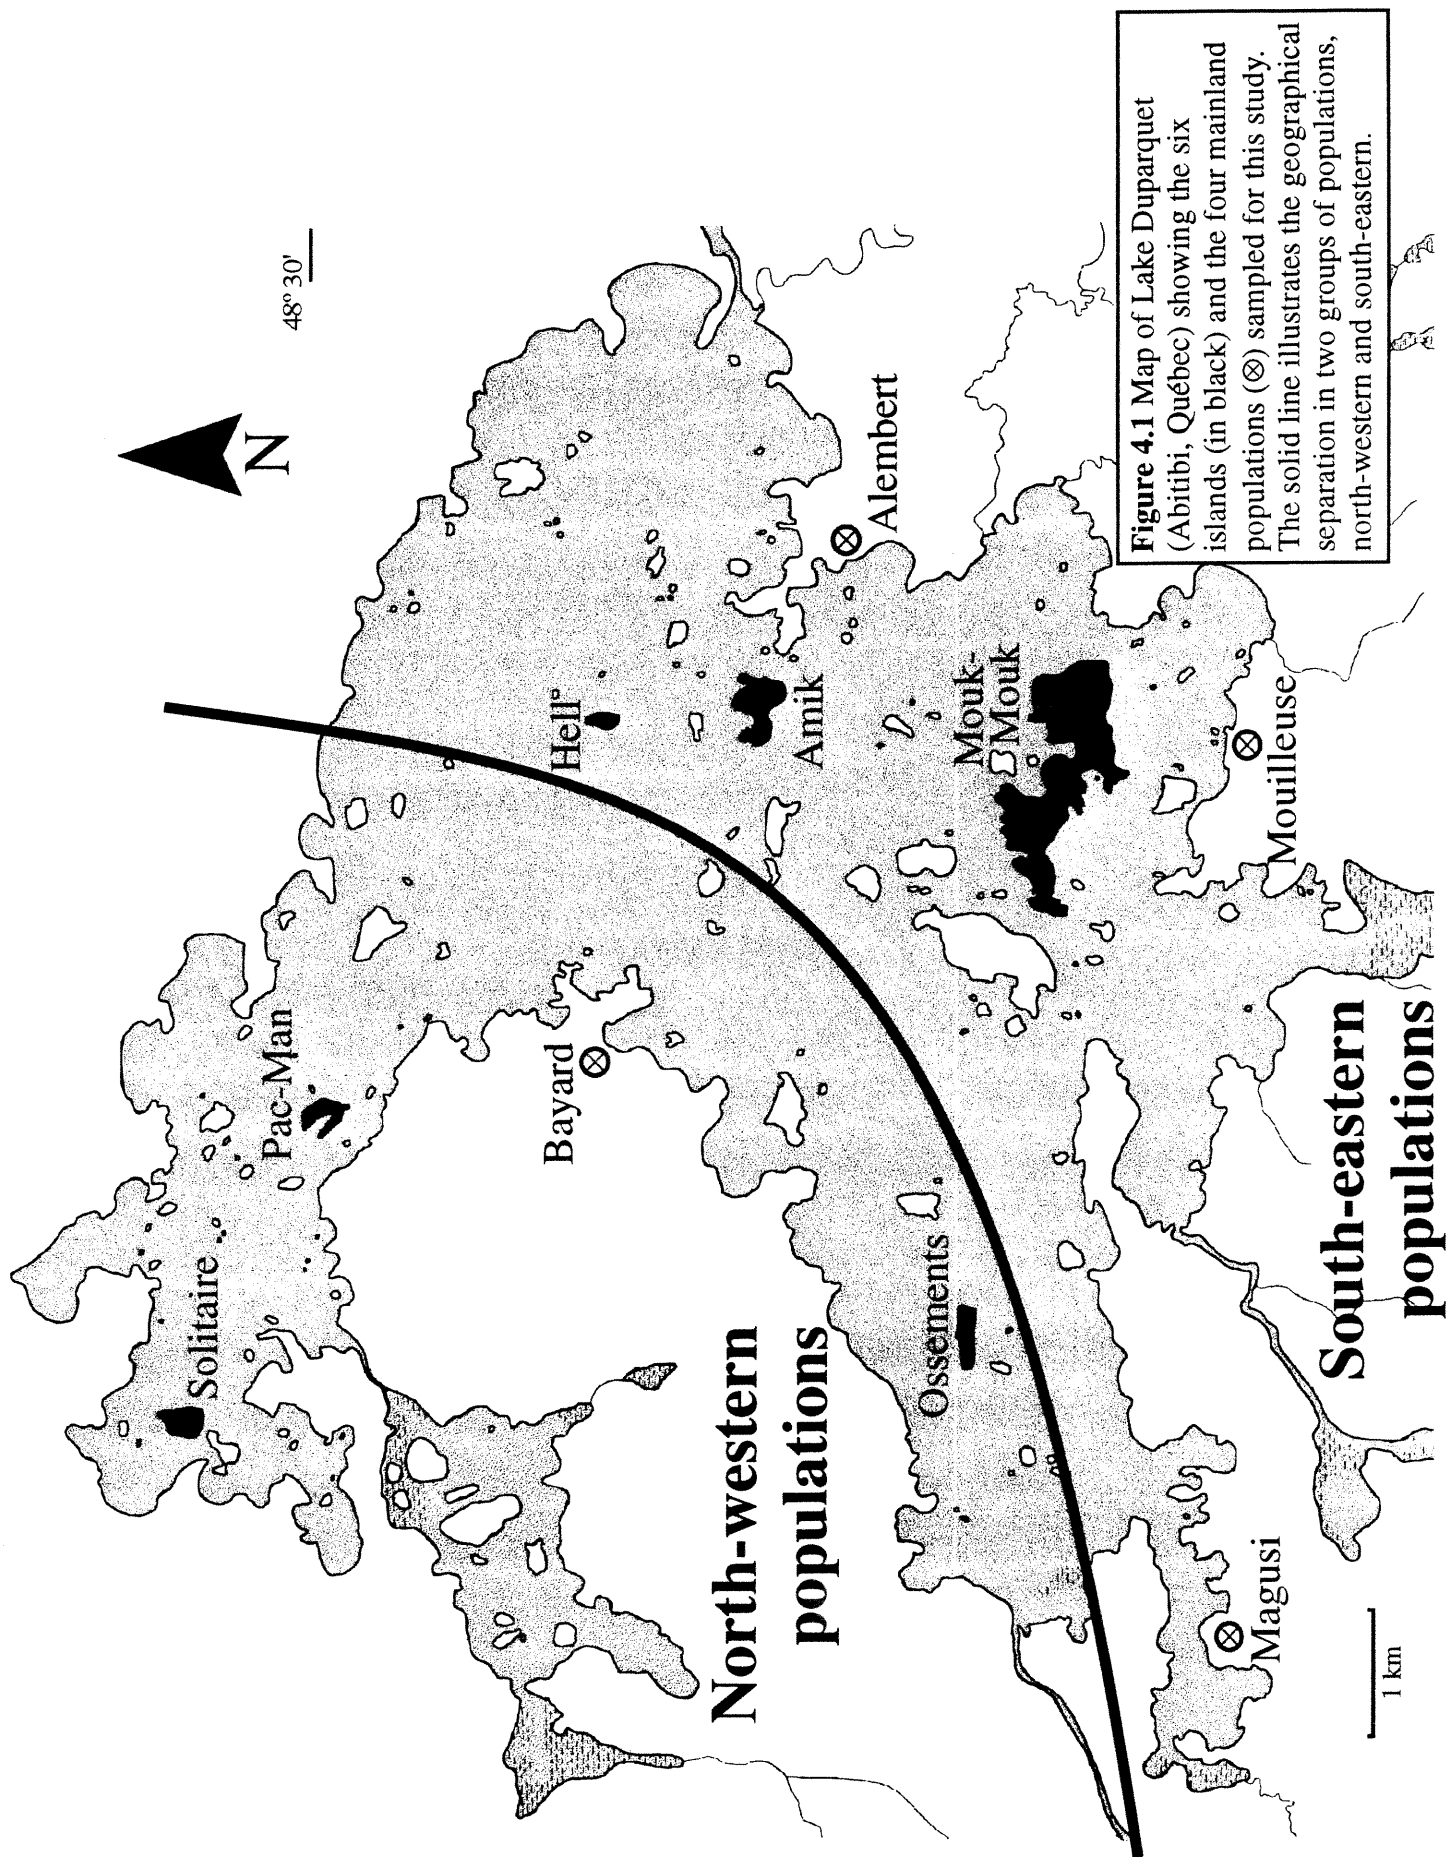 48° 30'
N
Solitaire
Pac-Man
Hell
Bayard
Amik
Alembert
Ossements
Mouk-
Mouk
Mouilleuse
Magusi
North-western
populations
South-eastern
populations
1 km
Figure 4.1 Map of Lake Duparquet
(Abitibi, Québec) showing the six
islands (in black) and the four mainland
populations (⊗) sampled for this study.
The solid line illustrates the geographical
separation in two groups of populations,
north-western and south-eastern.